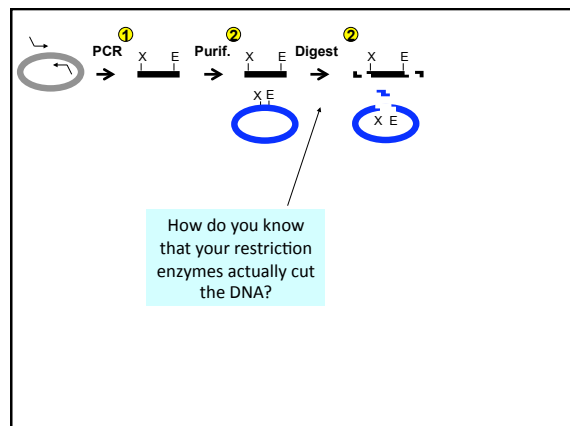 1 2 2
PCR X E Purif. X E Digest X E
X E
X E
How do you know
that your restriction
enzymes actually cut
the DNA?